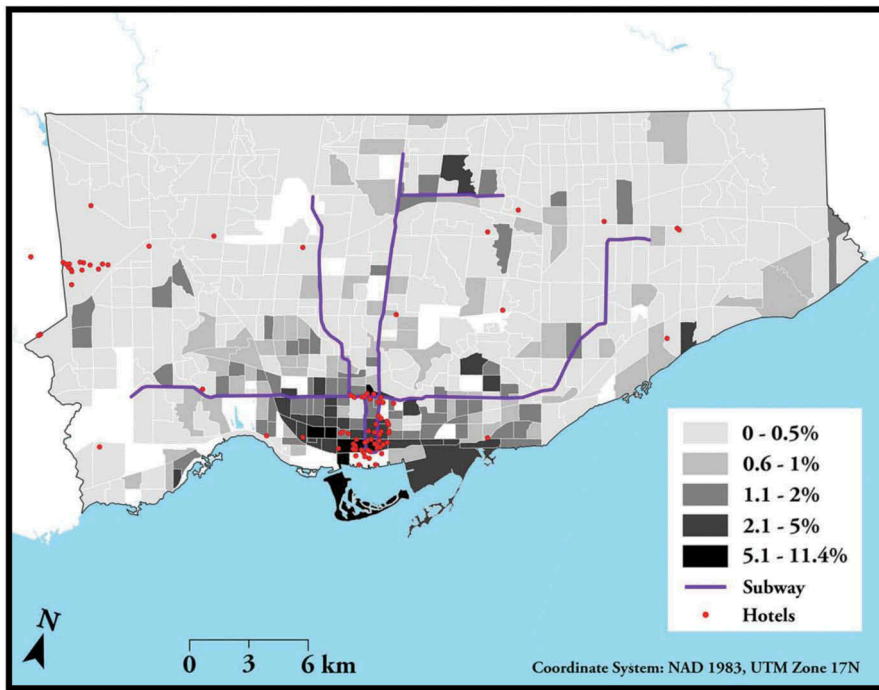 0 - 0.5%
0.6 - 1%
1.1 - 2%
2.1 - 5%
5.1 - 11.4%
Subway
Hotels
N
0 3 6 km
Coordinate System: NAD 1983, UTM Zone 17N